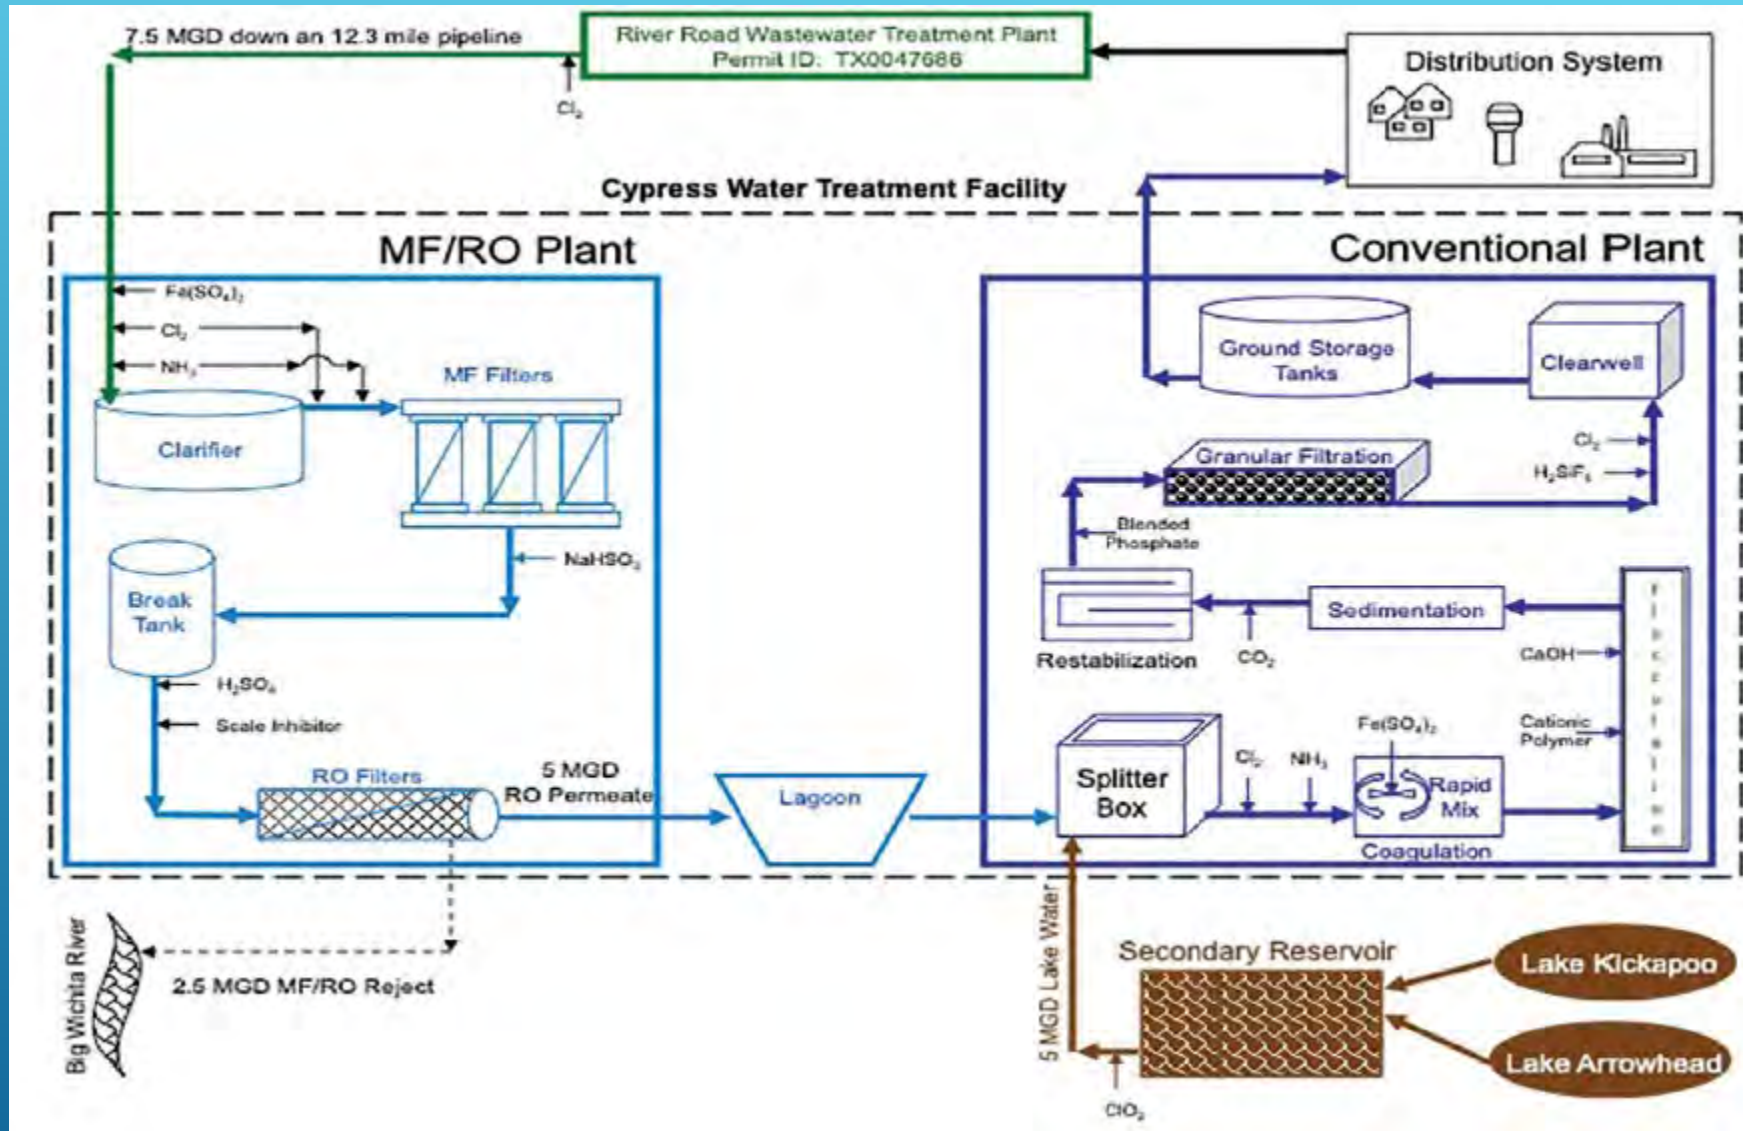 7.5 MGD down an 12.3 mile pipeline
River Road Wastewater Treatment Plant
Permit ID: TX0047686
Cl₂
Distribution System
Cypress Water Treatment Facility
MF/RO Plant
Fe(SO₄)₂
Cl₂
NH₃
MF Filters
Clarifier
NaHSO₃
Break
Tank
H₂SO₄
Scale Inhibitor
RO Filters
5 MGD
RO Permeate
Lagoon
Big Wichita River
2.5 MGD MF/RO Reject
Conventional Plant
Ground Storage
Tanks
Clearwell
Cl₂
H₂SiF₆
Granular Filtration
Blended
Phosphate
Restabilization
CO₂
Sedimentation
CaOH
Cationic
Polymer
Flocculation
Splitter
Box
Cl₂
NH₃
Fe(SO₄)₂
Rapid
Mix
Coagulation
5 MGD Lake Water
ClO₂
Secondary Reservoir
Lake Kickapoo
Lake Arrowhead